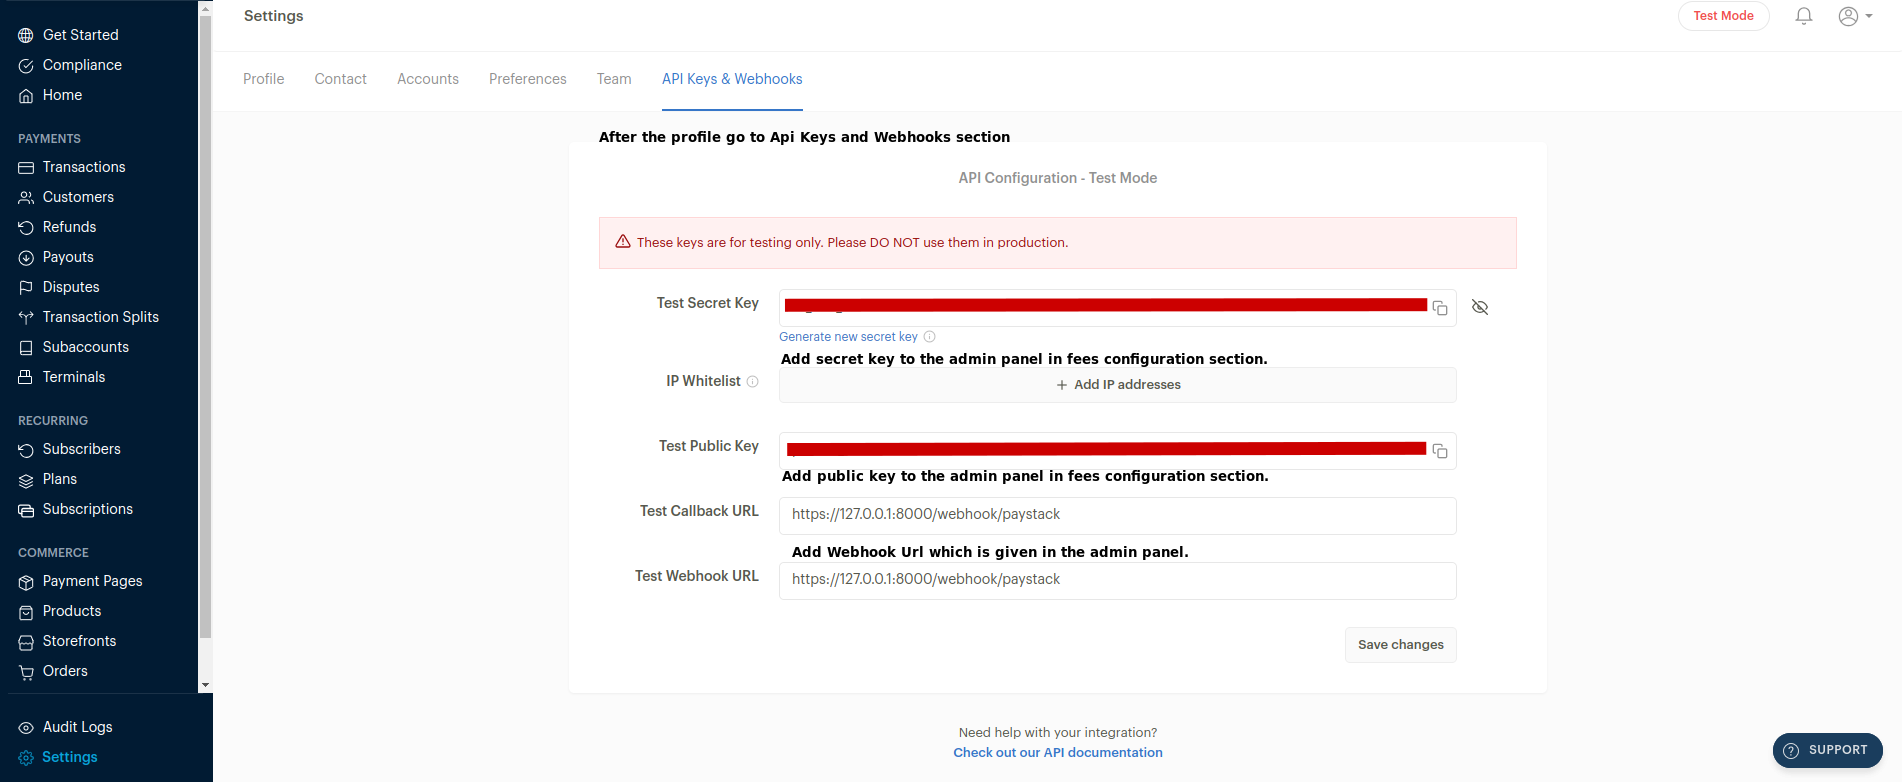 Get Started
Compliance
Home
PAYMENTS
Transactions
Customers
Refunds
Payouts
Disputes
Transaction Splits
Subaccounts
Terminals
RECURRING
Subscribers
Plans
Subscriptions
COMMERCE
Payment Pages
Products
Storefronts
Orders
Audit Logs
Settings
Settings
Test Mode
Profile Contact Accounts Preferences Team API Keys & Webhooks
After the profile go to Api Keys and Webhooks section
API Configuration - Test Mode
These keys are for testing only. Please DO NOT use them in production.
Test Secret Key
Generate new secret key
Add secret key to the admin panel in fees configuration section.
IP Whitelist
+ Add IP addresses
Test Public Key
Add public key to the admin panel in fees configuration section.
Test Callback URL https://127.0.0.1:8000/webhook/paystack
Add Webhook Url which is given in the admin panel.
Test Webhook URL https://127.0.0.1:8000/webhook/paystack
Save changes
Need help with your integration?
Check out our API documentation
SUPPORT